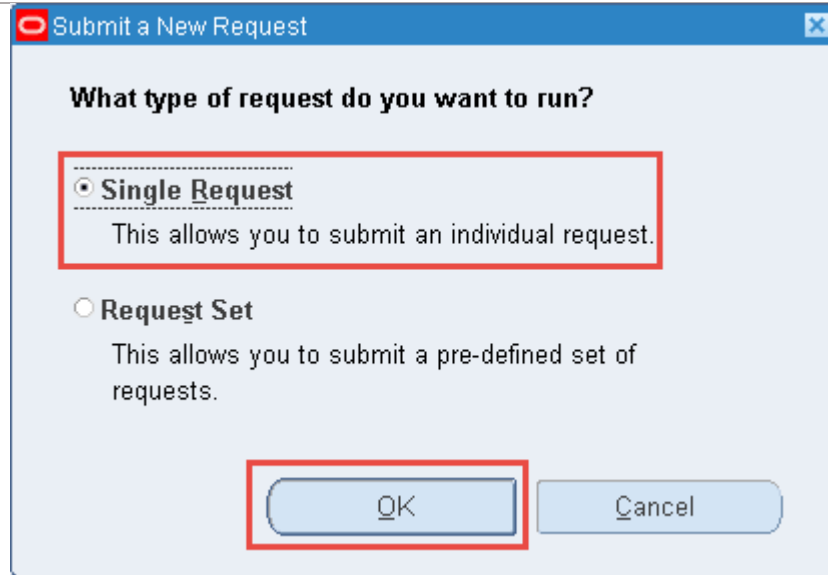 Submit a New Request
What type of request do you want to run?
Single Request
This allows you to submit an individual request.
Request Set
This allows you to submit a pre-defined set of
requests.
OK
Cancel